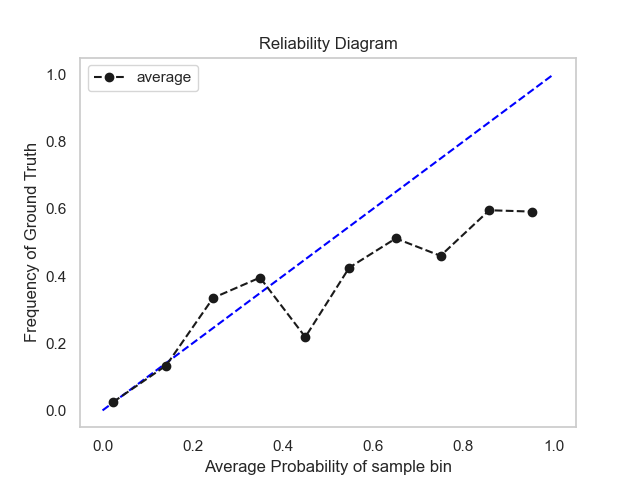 Reliability Diagram
average
Frequency of Ground Truth
1.0
0.8
0.6
0.4
0.2
0.0
0.0 0.2 0.4 0.6 0.8 1.0
Average Probability of sample bin